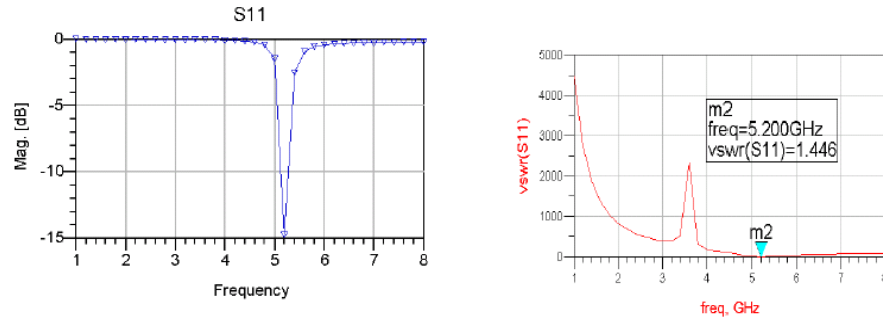 S11
0
-5
-10
-15
Mag. [dB]
1 2 3 4 5 6 7 8
Frequency
5000
4000
3000
2000
1000
0
vswr(S11)
m2
freq=5.200GHz
vswr(S11)=1.446
m2
1 2 3 4 5 6 7 8
freq, GHz